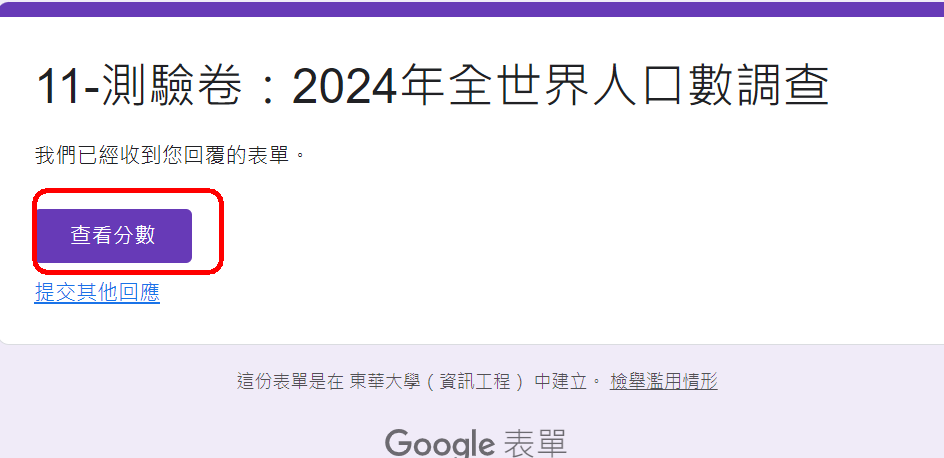 11-測驗卷：2024年全世界人口數調查
我們已經收到您回覆的表單。
查看分數
提交其他回應
這份表單是在 東華大學（資訊工程） 中建立。 檢舉濫用情形
Google 表單